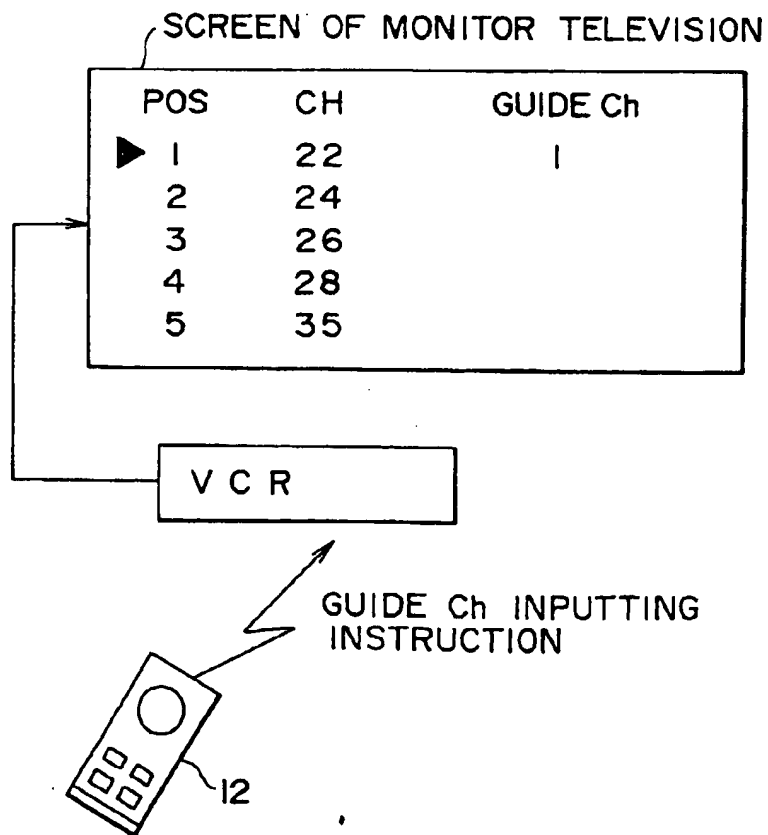 SCREEN OF MONITOR TELEVISION
POS CH GUIDE Ch
1 22 1
2 24
3 26
4 28
5 35
VCR
GUIDE Ch INPUTTING
INSTRUCTION
12